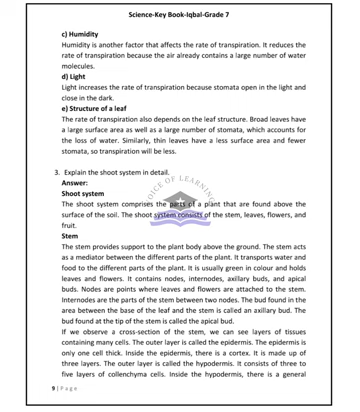 Science-Key Book-Iqbal-Grade 7
c) Humidity
Humidity is another factor that affects the rate of transpiration. It reduces the
rate of transpiration because the air already contains a large number of water
molecules.
d) Light
Light increases the rate of transpiration because stomata open in the light and
close in the dark.
e) Structure of a leaf
The rate of transpiration also depends on the leaf structure. Broad leaves have
a large surface area as well as a large number of stomata, which accounts for
the loss of water. Similarly, thin leaves have a less surface area and fewer
stomata, so transpiration will be less.
3. Explain the shoot system in detail.
Answer:
VOICE OF LEARNING
Shoot system
The shoot system comprises the parts of a plant that are found above the
surface of the soil. The shoot system consists of the stem, leaves, flowers, and
fruit.
Stem
The stem provides support to the plant body above the ground. The stem acts
as a mediator between the different parts of the plant. It transports water and
food to the different parts of the plant. It is usually green in colour and holds
leaves and flowers. It contains nodes, internodes, axillary buds, and apical
buds. Nodes are points where leaves and flowers are attached to the stem.
Internodes are the parts of the stem between two nodes. The bud found in the
area between the base of the leaf and the stem is called an axillary bud. The
bud found at the tip of the stem is called the apical bud.
If we observe a cross-section of the stem, we can see layers of tissues
containing many cells. The outer layer is called the epidermis. The epidermis is
only one cell thick. Inside the epidermis, there is a cortex. It is made up of
three layers. The outer layer is called the hypodermis. It consists of three to
five layers of collenchyma cells. Inside the hypodermis, there is a general
9 | Page